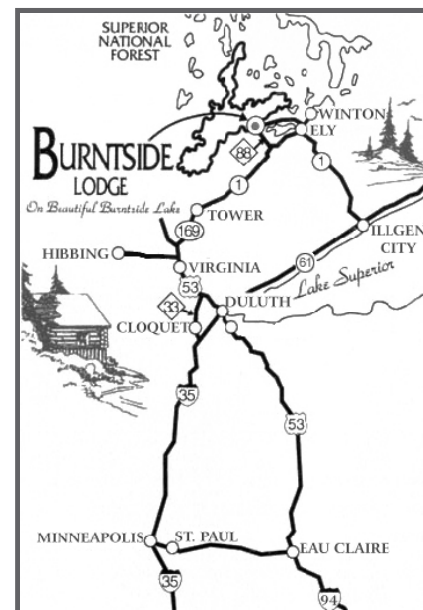 SUPERIOR
NATIONAL
FOREST
WINTON
ELY
88
BURNTSIDE
LODGE
On Beautiful Burntside Lake
1
1
TOWER
169
ILLGEN
CITY
HIBBING
VIRGINIA
61
Lake Superior
53
33
DULUTH
CLOQUET
35
53
MINNEAPOLIS
ST. PAUL
EAU CLAIRE
35
94